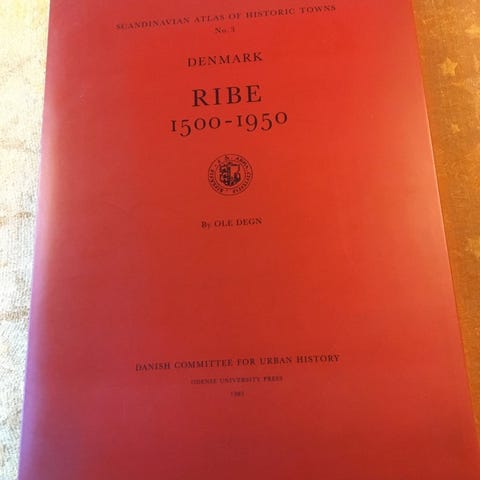 SCANDINAVIAN ATLAS OF HISTORIC TOWNS
No. 3
DENMARK
RIBE
1500-1950
By OLE DEGN
DANISH COMMITTEE FOR URBAN HISTORY
ODENSE UNIVERSITY PRESS